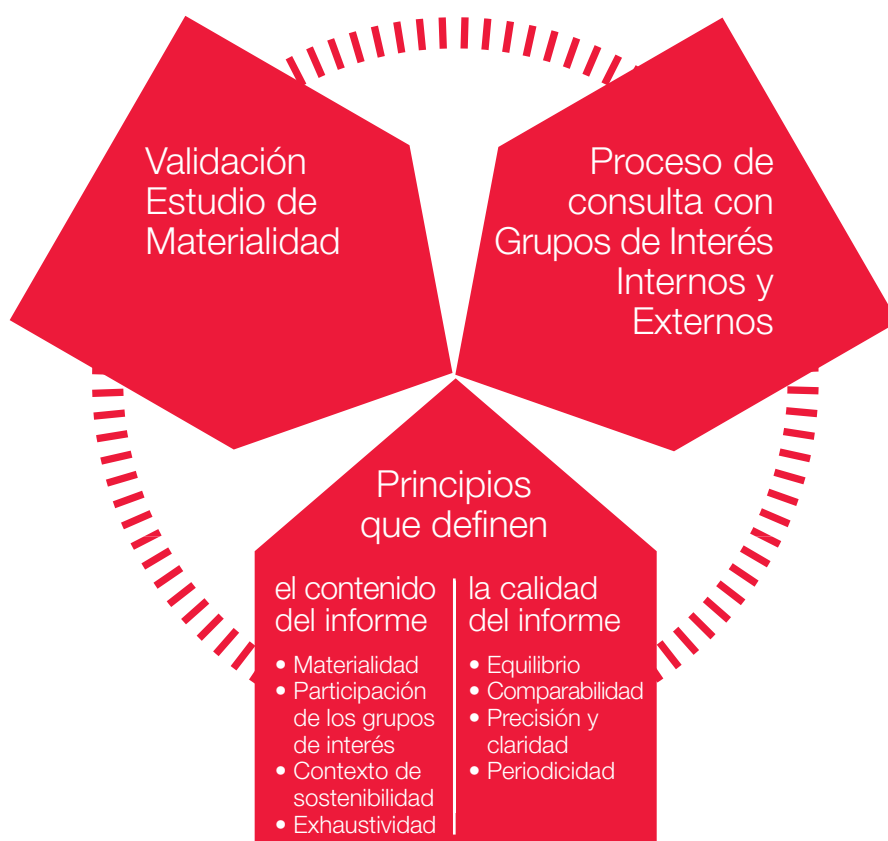 Validación
Estudio de
Materialidad
Proceso de
consulta con
Grupos de Interés
Internos y
Externos
Principios
que definen
el contenido
del informe
• Materialidad
• Participación
de los grupos
de interés
• Contexto de
sostenibilidad
• Exhaustividad
la calidad
del informe
• Equilibrio
• Comparabilidad
• Precisión y
claridad
• Periodicidad